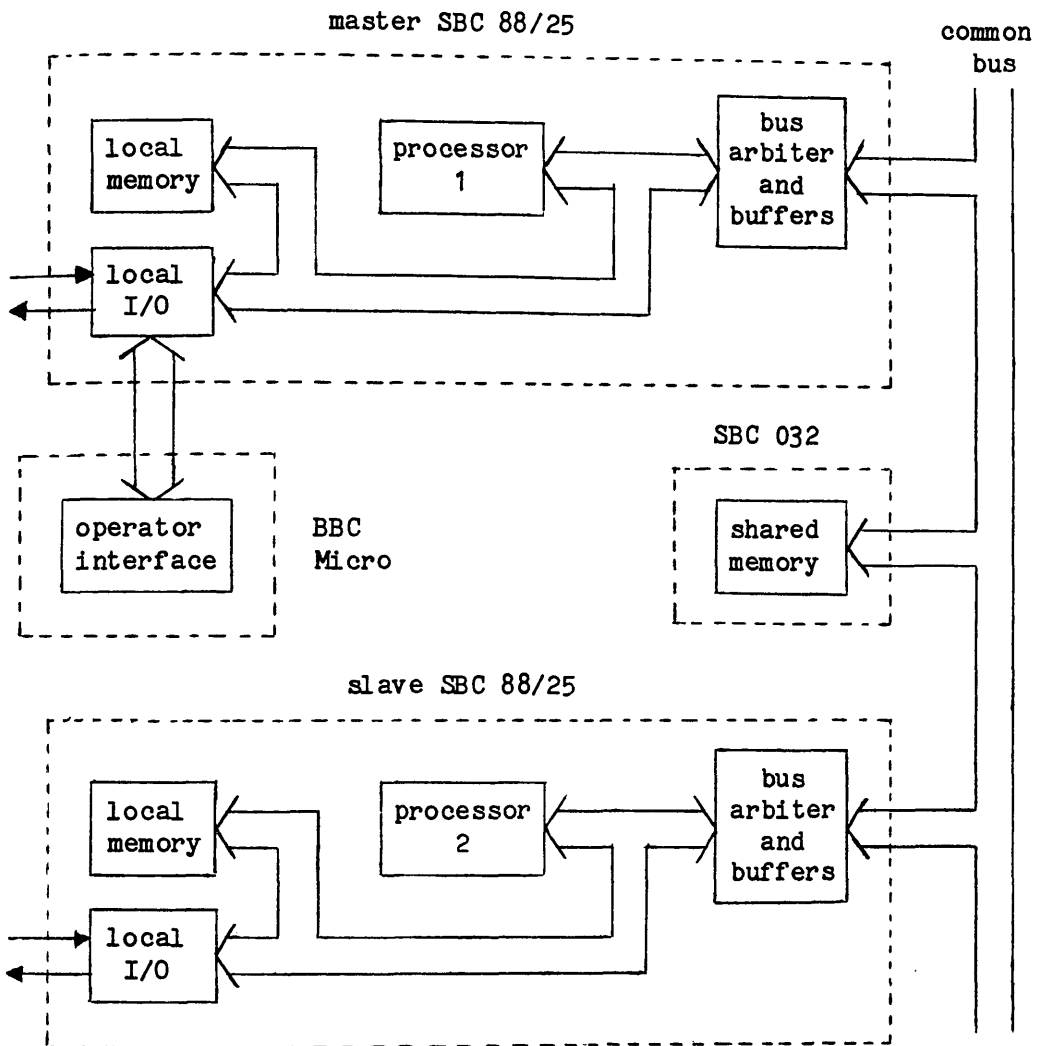 master SBC 88/25
common
bus
local
memory
processor
1
bus
arbiter
and
buffers
local
I/O
SBC 032
operator
interface
BBC
Micro
shared
memory
slave SBC 88/25
local
memory
processor
2
bus
arbiter
and
buffers
local
I/O